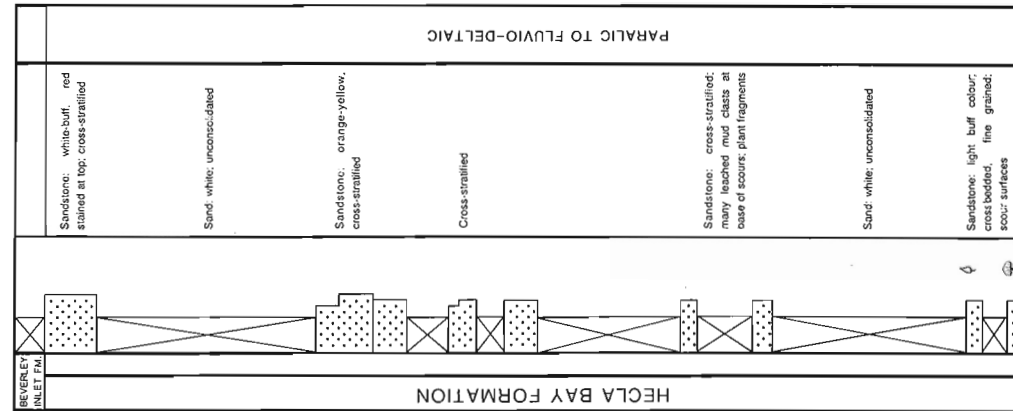 BEVERLEY
INLET FM.
HECLA BAY FORMATION
PARALIC TO FLUVIO-DELTAIC
Sandstone: white-buff, red
stained at top; cross-stratified
Sand: white; unconsolidated
Sandstone: orange-yellow,
cross-stratified
Cross-stratified
Sandstone: cross-stratified;
many leached mud clasts at
base of scours; plant fragments
Sand: white; unconsolidated
Sandstone: light buff colour;
cross bedded, fine grained;
scour surfaces